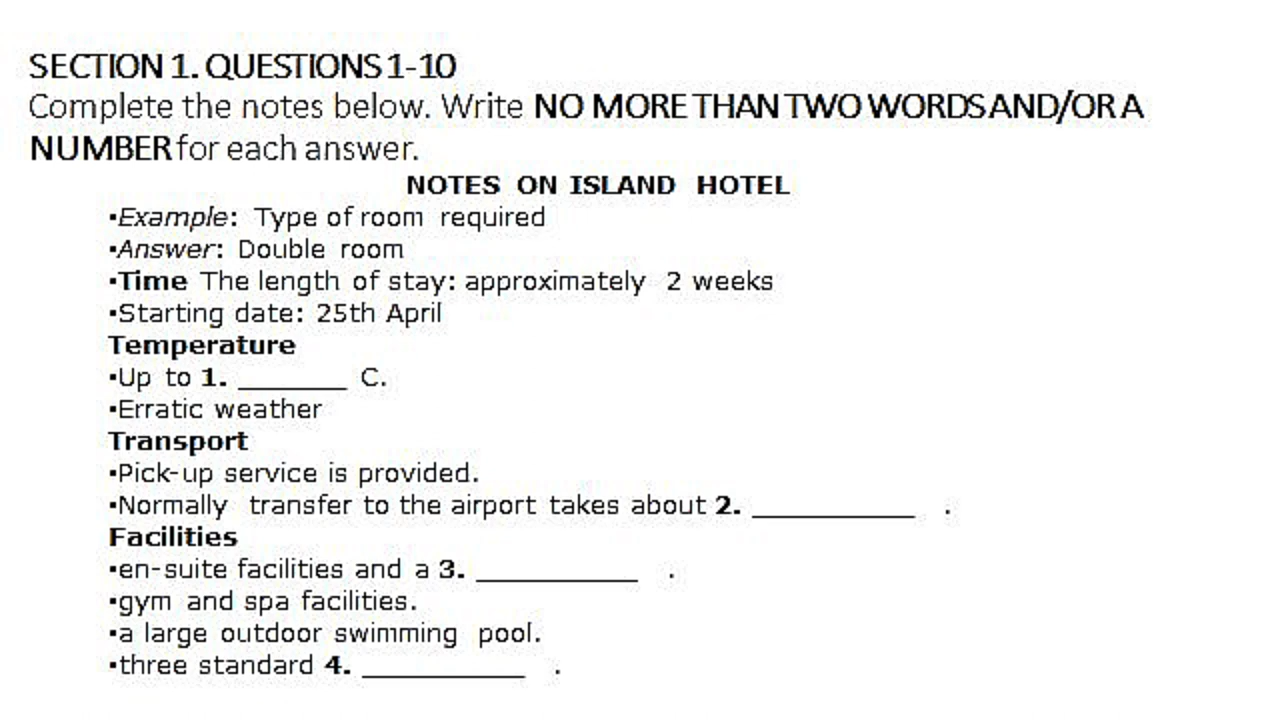 SECTION 1. QUESTIONS 1-10
Complete the notes below. Write NO MORE THAN TWO WORDS AND/OR A
NUMBER for each answer.
NOTES ON ISLAND HOTEL
▪Example: Type of room required
▪Answer: Double room
▪Time The length of stay: approximately 2 weeks
▪Starting date: 25th April
Temperature
▪Up to 1. _______ C.
▪Erratic weather
Transport
▪Pick-up service is provided.
▪Normally transfer to the airport takes about 2. __________ .
Facilities
▪en-suite facilities and a 3. __________ .
▪gym and spa facilities.
▪a large outdoor swimming pool.
▪three standard 4. __________ .